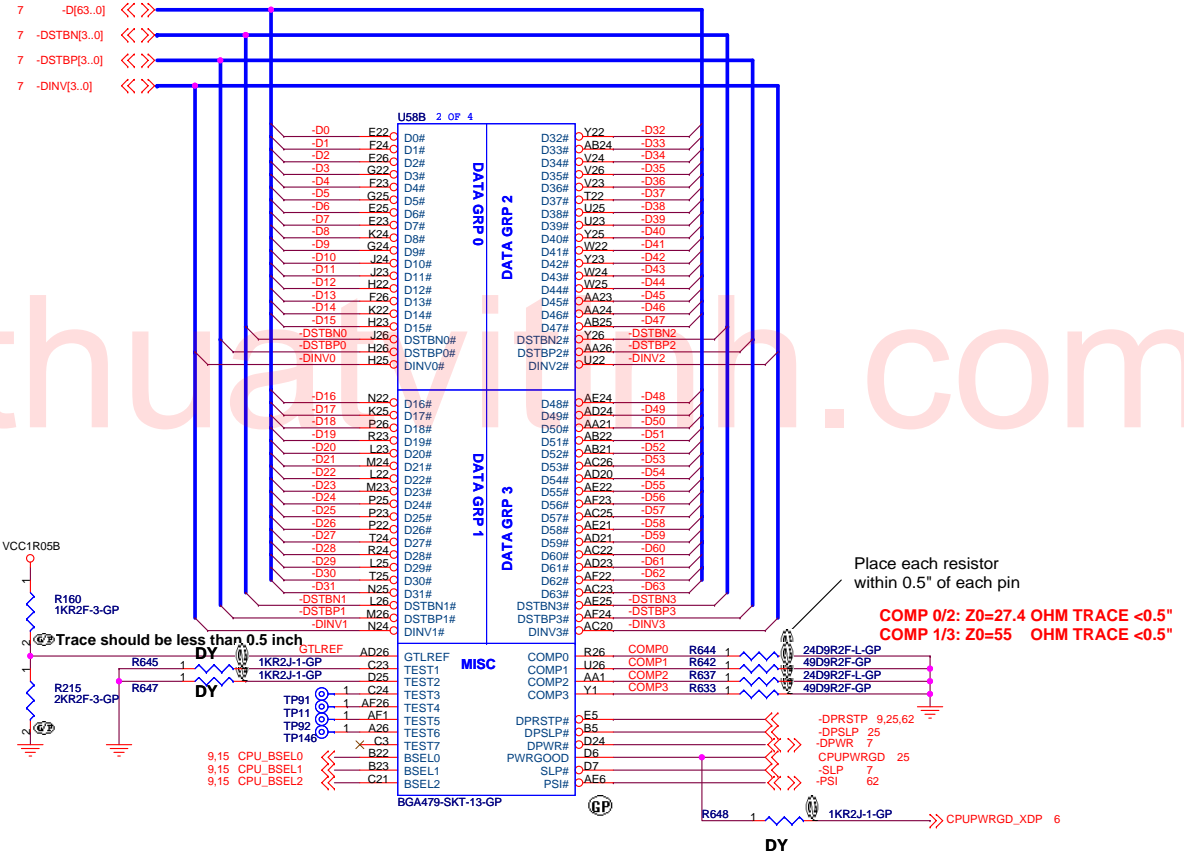 7 -D[63..0]
7 -DSTBN[3..0]
7 -DSTBP[3..0]
7 -DINV[3..0]
U58B 2 OF 4
-D0 E22 D0# D32# Y22 -D32
-D1 F24 D1# D33# AB24 -D33
-D2 E26 D2# D34# V24 -D34
-D3 G22 D3# D35# V26 -D35
-D4 F23 D4# D36# V23 -D36
-D5 G25 D5# D37# T22 -D37
-D6 E25 D6# D38# U25 -D38
-D7 E23 D7# D39# U23 -D39
-D8 K24 D8# D40# Y25 -D40
-D9 G24 D9# D41# W22 -D41
-D10 J24 D10# D42# Y23 -D42
-D11 J23 D11# D43# W24 -D43
-D12 H22 D12# D44# W25 -D44
-D13 F26 D13# D45# AA23 -D45
-D14 K22 D14# D46# AA24 -D46
-D15 H23 D15# D47# AB25 -D47
-DSTBN0 J26 DSTBN0# DSTBN2# Y26 -DSTBN2
-DSTBP0 H26 DSTBP0# DSTBP2# AA26 -DSTBP2
-DINV0 H25 DINV0# DINV2# U22 -DINV2
DATA GRP 0
DATA GRP 2
thuatvitinh.com
-D16 N22 D16# D48# AE24 -D48
-D17 K25 D17# D49# AD24 -D49
-D18 P26 D18# D50# AA21 -D50
-D19 R23 D19# D51# AB22 -D51
-D20 L23 D20# D52# AB21 -D52
-D21 M24 D21# D53# AC26 -D53
-D22 L22 D22# D54# AD20 -D54
-D23 M23 D23# D55# AE22 -D55
-D24 P25 D24# D56# AF23 -D56
-D25 P23 D25# D57# AC25 -D57
-D26 P22 D26# D58# AE21 -D58
-D27 T24 D27# D59# AD21 -D59
-D28 R24 D28# D60# AC22 -D60
-D29 L25 D29# D61# AD23 -D61
-D30 T25 D30# D62# AF22 -D62
-D31 N25 D31# D63# AC23 -D63
-DSTBN1 L26 DSTBN1# DSTBN3# AE25 -DSTBN3
-DSTBP1 M26 DSTBP1# DSTBP3# AF24 -DSTBP3
-DINV1 N24 DINV1# DINV3# AC20 -DINV3
DATA GRP 1
DATA GRP 3
VCC1R05B
1
R160
1KR2F-3-GP
2
Trace should be less than 0.5 inch
1
R215
2KR2F-3-GP
2
Place each resistor
within 0.5" of each pin
COMP 0/2: Z0=27.4 OHM TRACE <0.5"
COMP 1/3: Z0=55 OHM TRACE <0.5"
MISC
GTLREF AD26 GTLREF
R645 1 DY 1KR2J-1-GP C23 TEST1
R647 1 DY 1KR2J-1-GP D25 TEST2
TP91 1 C24 TEST3
TP11 1 AF26 TEST4
TP92 1 AF1 TEST5
TP146 1 A26 TEST6
C3 TEST7
9,15 CPU_BSEL0 B22 BSEL0
9,15 CPU_BSEL1 B23 BSEL1
9,15 CPU_BSEL2 C21 BSEL2
COMP0 R26 COMP0 R644 1 24D9R2F-L-GP
COMP1 U26 COMP1 R642 1 49D9R2F-GP
COMP2 AA1 COMP2 R637 1 24D9R2F-L-GP
COMP3 Y1 COMP3 R633 1 49D9R2F-GP
DPRSTP# E5 -DPRSTP 9,25,62
DPSLP# B5 -DPSLP 25
DPWR# D24 -DPWR 7
PWRGOOD D6 CPUPWRGD 25
SLP# D7 -SLP 7
PSI# AE6 -PSI 62
BGA479-SKT-13-GP
GP
R648 1 1KR2J-1-GP CPUPWRGD_XDP 6
DY